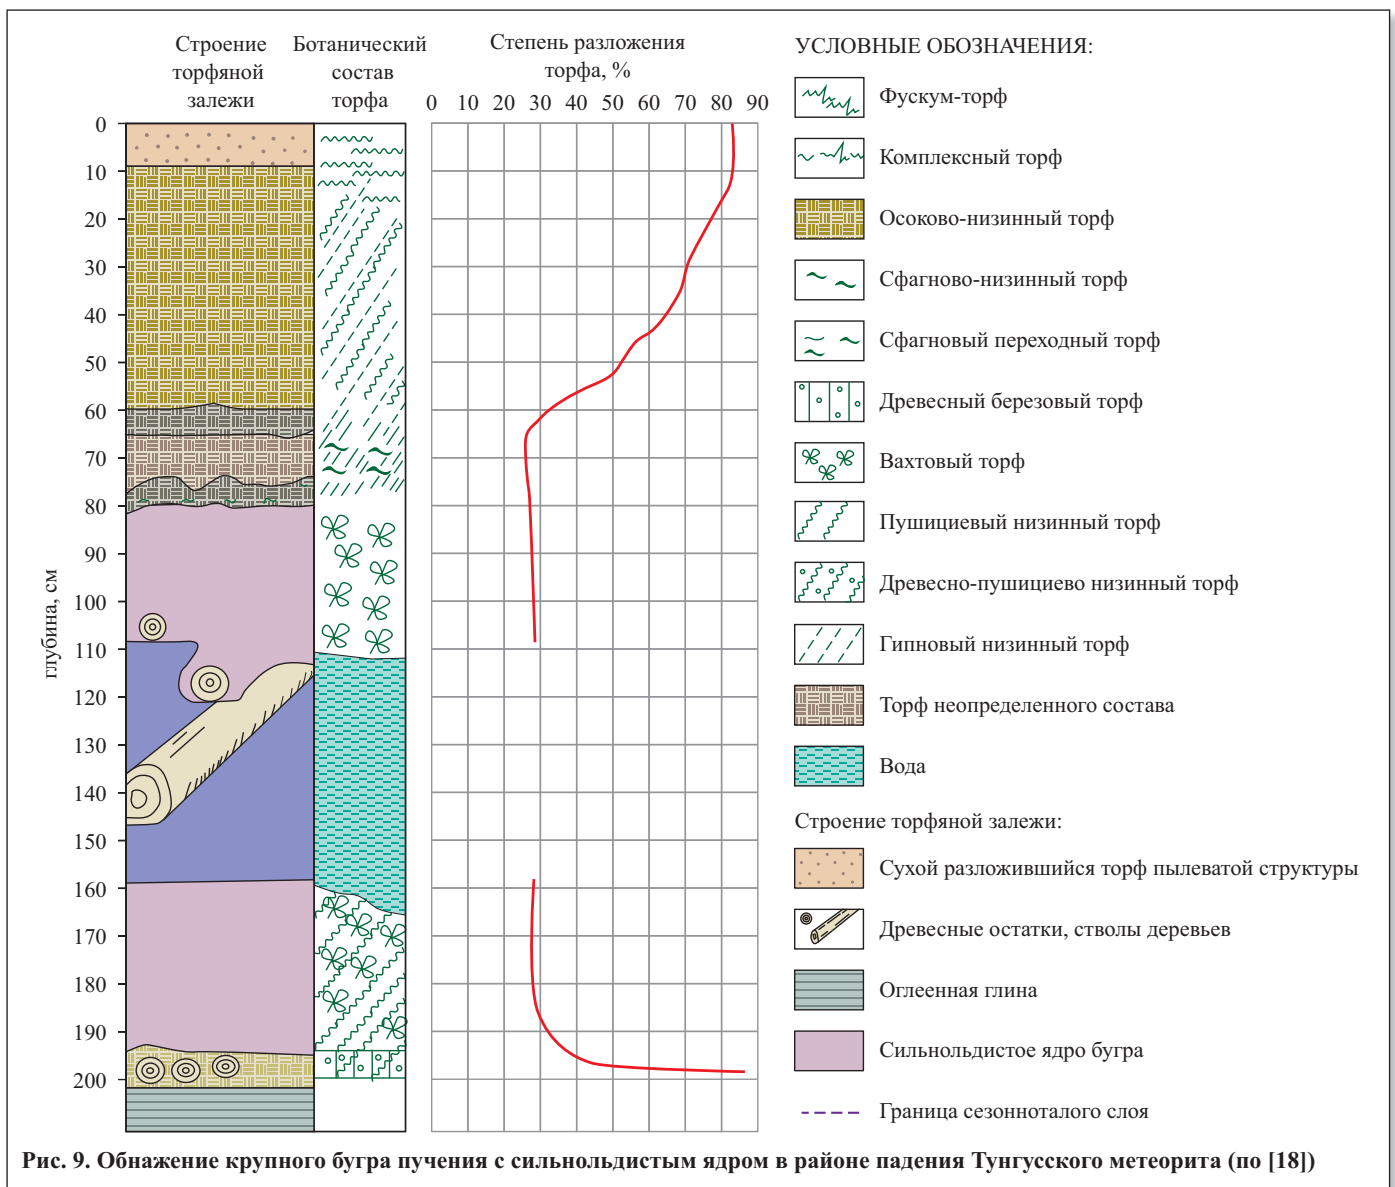 Строение
торфяной
залежи
Ботанический
состав
торфа
Степень разложения
торфа, %
0 10 20 30 40 50 60 70 80 90
глубина, см
0
10
20
30
40
50
60
70
80
90
100
110
120
130
140
150
160
170
180
190
200
УСЛОВНЫЕ ОБОЗНАЧЕНИЯ:
Фускум-торф
Комплексный торф
Осоково-низинный торф
Сфагново-низинный торф
Сфагновый переходный торф
Древесный березовый торф
Вахтовый торф
Пушициевый низинный торф
Древесно-пушициево низинный торф
Гипновый низинный торф
Торф неопределенного состава
Вода
Строение торфяной залежи:
Сухой разложившийся торф пылеватой структуры
Древесные остатки, стволы деревьев
Оглеенная глина
Сильнольдистое ядро бугра
Граница сезонноталого слоя
Рис. 9. Обнажение крупного бугра пучения с сильнольдистым ядром в районе падения Тунгусского метеорита (по [18])